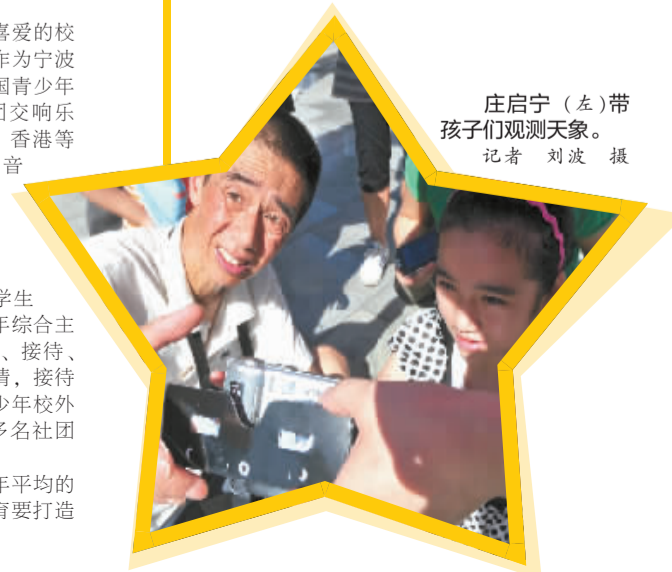 喜爱的校
作为宁波
国青少年
团交响乐
、香港等
音
学生
年综合主
、接待、
情，接待
少年校外
多名社团
年平均的
育要打造
庄启宁（左）带
孩子们观测天象。
记者 刘波 摄